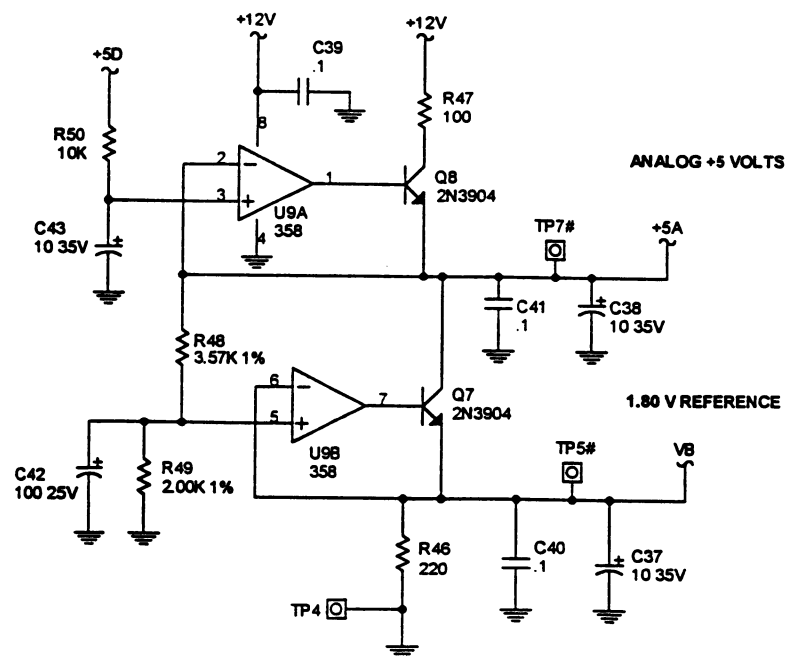 +12V
+12V
+5D
C39
.1
R47
100
8
R50
10K
2
1
Q8
2N3904
ANALOG +5 VOLTS
3
U9A
358
C43
10 35V
4
TP7#
+5A
C41
.1
C38
10 35V
R48
3.57K 1%
6
7
Q7
2N3904
1.80 V REFERENCE
5
U9B
358
C42
100 25V
R49
2.00K 1%
TP5#
VB
R46
220
C40
.1
C37
10 35V
TP4